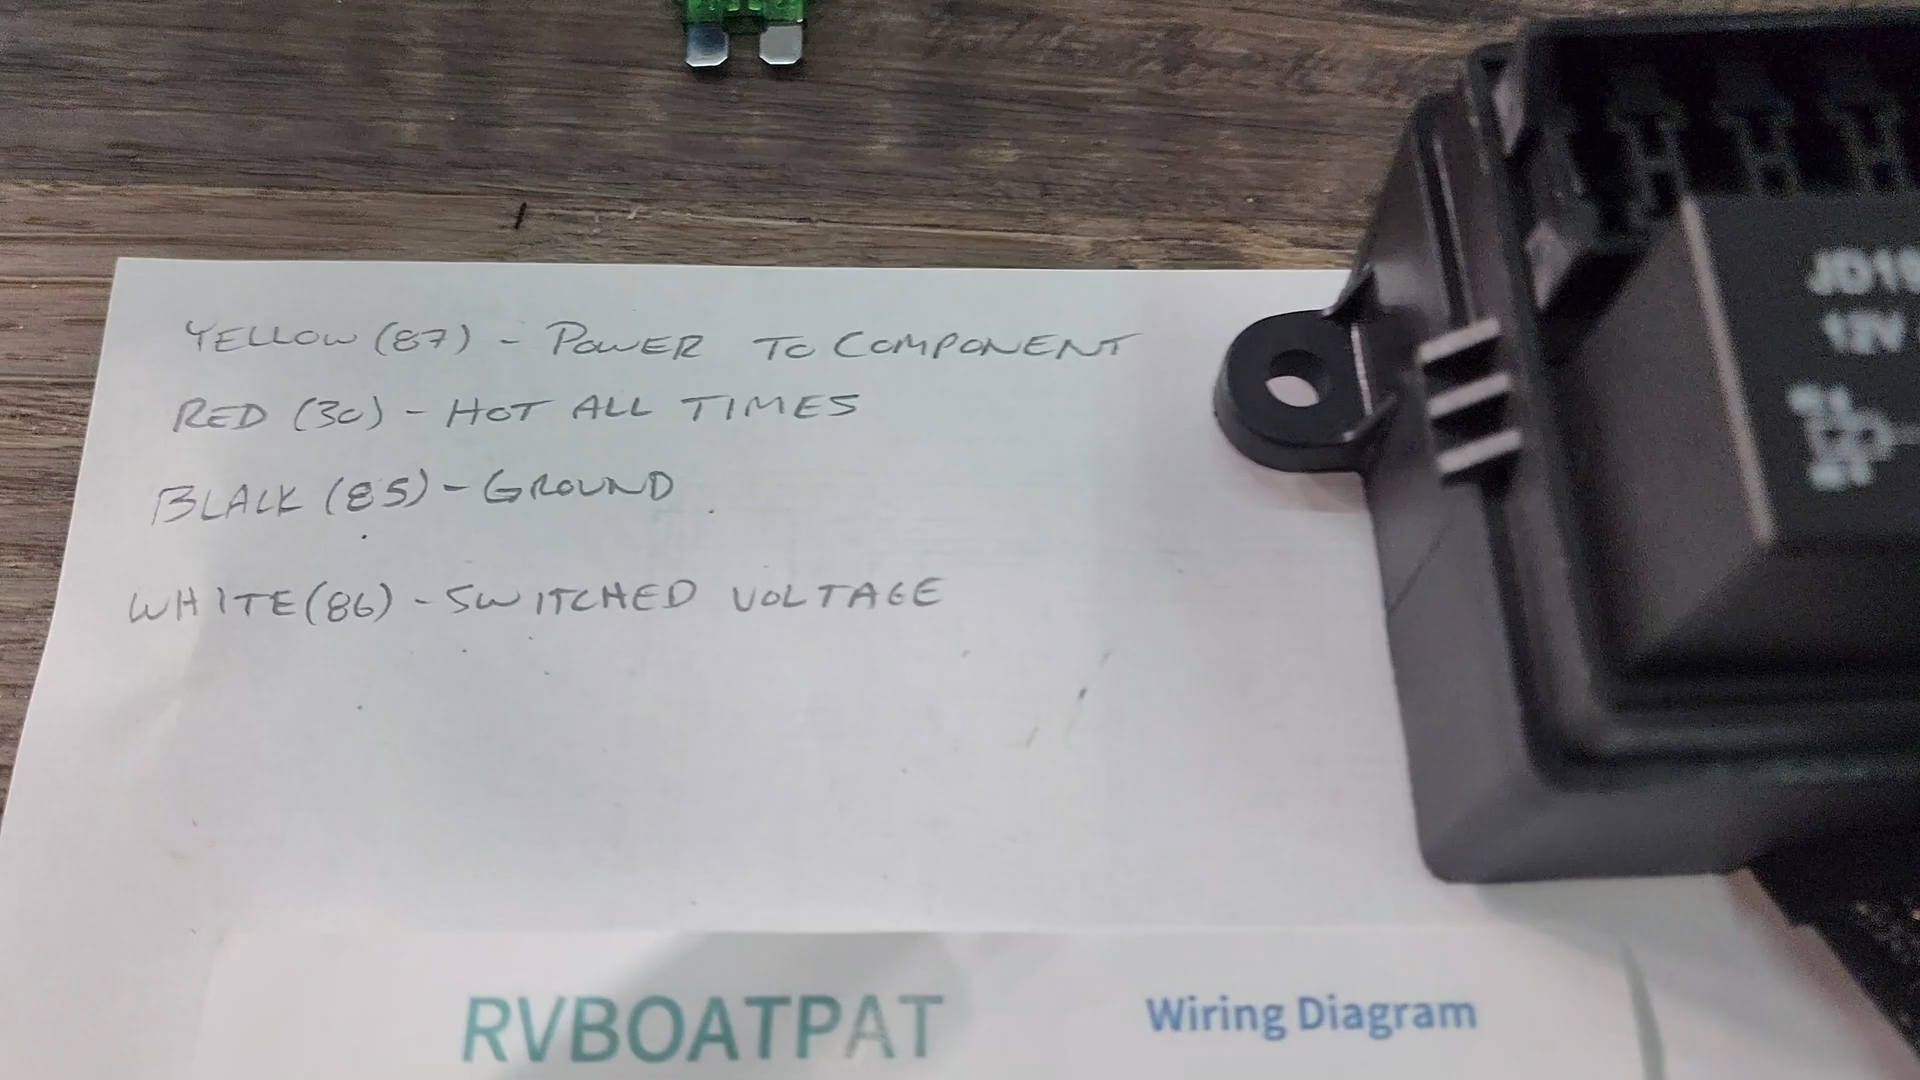 YELLOW (87) - POWER TO COMPONENT
RED (30) - HOT ALL TIMES
BLACK (85) - GROUND
WHITE (86) - SWITCHED VOLTAGE
12V
RVBOATPAT
Wiring Diagram